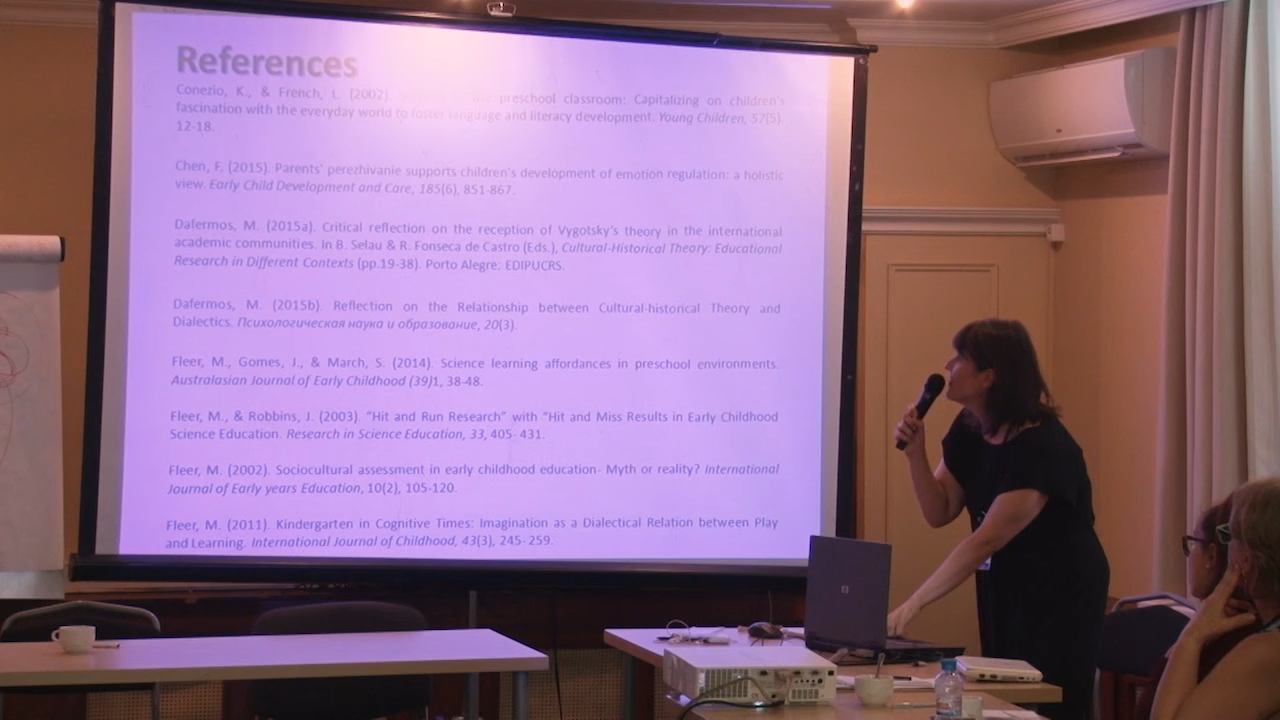 References
Conezio, K., & French, L. (2002). preschool classroom: Capitalizing on children's
fascination with the everyday world to foster language and literacy development. Young Children, 57(5).
12-18.
Chen, F. (2015). Parents' perezhivanie supports children's development of emotion regulation: a holistic
view. Early Child Development and Care, 185(6), 851-867.
Dafermos, M. (2015a). Critical reflection on the reception of Vygotsky's theory in the international
academic communities. In B. Selau & R. Fonseca de Castro (Eds.), Cultural-Historical Theory: Educational
Research in Different Contexts (pp.19-38). Porto Alegre: EDIPUCRS.
Dafermos, M. (2015b). Reflection on the Relationship between Cultural-historical Theory and
Dialectics. Психологическая наука и образование, 20(3).
Fleer, M., Gomes, J., & March, S. (2014). Science learning affordances in preschool environments.
Australasian Journal of Early Childhood (39)1, 38-48.
Fleer, M., & Robbins, J. (2003). "Hit and Run Research" with "Hit and Miss Results in Early Childhood
Science Education. Research in Science Education, 33, 405- 431.
Fleer, M. (2002). Sociocultural assessment in early childhood education- Myth or reality? International
Journal of Early years Education, 10(2), 105-120.
Fleer, M. (2011). Kindergarten in Cognitive Times: Imagination as a Dialectical Relation between Play
and Learning. International Journal of Childhood, 43(3), 245- 259.
hp